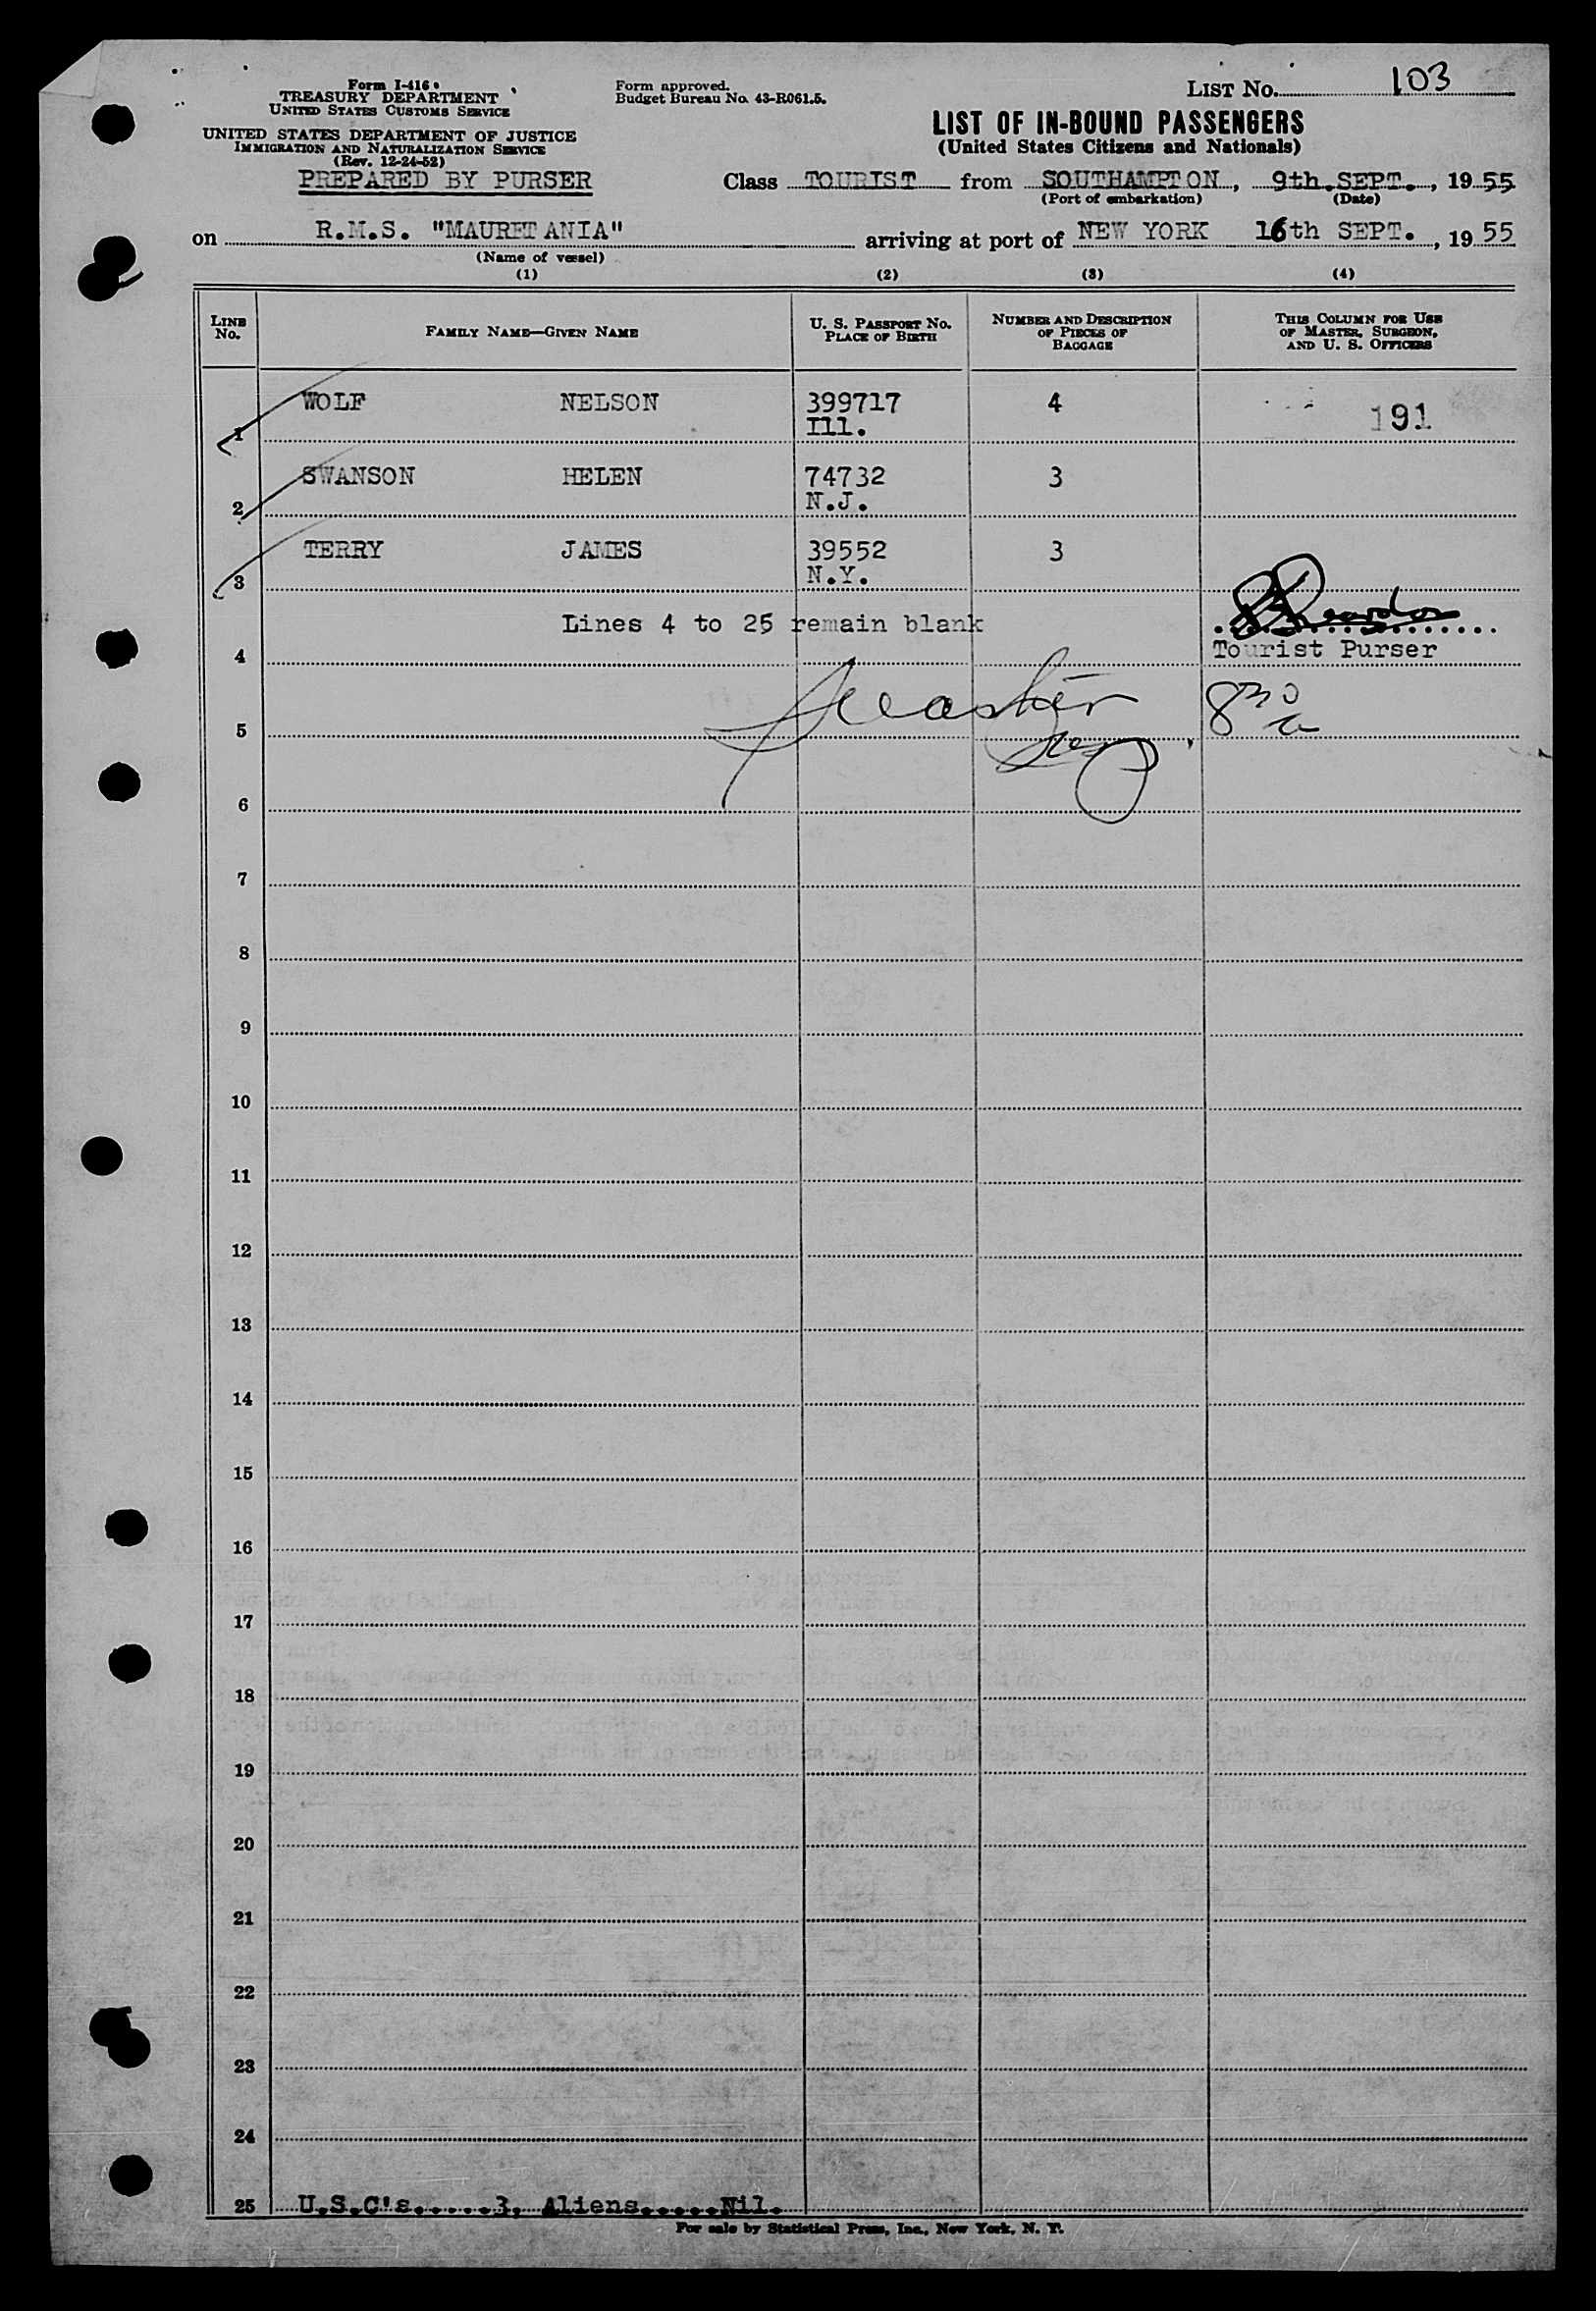 Form I-416
TREASURY DEPARTMENT
UNITED STATES CUSTOMS SERVICE
UNITED STATES DEPARTMENT OF JUSTICE
IMMIGRATION AND NATURALIZATION SERVICE
(Rev. 12-24-52)
PREPARED BY PURSER
Form approved.
Budget Bureau No. 43-R061.5.
LIST No. 103
LIST OF IN-BOUND PASSENGERS
(United States Citizens and Nationals)
Class TOURIST from SOUTHAMPTON, 9th.SEPT., 19 55
(Port of embarkation) (Date)
on R.M.S. "MAURETANIA" arriving at port of NEW YORK 16th SEPT., 19 55
(Name of vessel)
(1) (2) (3) (4)
LINE No. FAMILY NAME—GIVEN NAME U. S. PASSPORT NO. PLACE OF BIRTH NUMBER AND DESCRIPTION OF PIECES OF BAGGAGE THIS COLUMN FOR USE OF MASTER, SURGEON, AND U. S. OFFICERS
WOLF NELSON 399717 4 191
1 Ill.
SWANSON HELEN 74732 3
2 N.J.
TERRY JAMES 39552 3
3 N.Y.
Lines 4 to 25 remain blank
4 Tourist Purser
830
5
6
7
8
9
10
11
12
13
14
15
16
17
18
19
20
21
22
23
24
25 U.S.C's.....3. Aliens.....Nil.
For sale by Statistical Press, Inc., New York, N. Y.